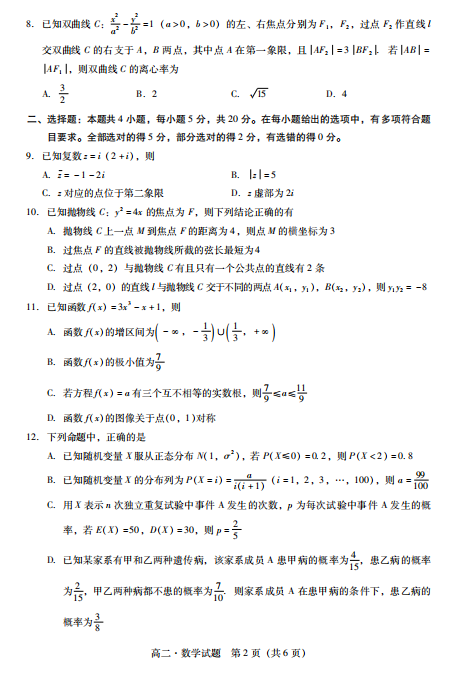 8. 已知双曲线 C: x²/a² - y²/b² =1 (a>0, b>0) 的左、右焦点分别为 F₁, F₂, 过点 F₂ 作直线 l
交双曲线 C 的右支于 A, B 两点, 其中点 A 在第一象限, 且 |AF₂|=3|BF₂|. 若 |AB|=
|AF₁|, 则双曲线 C 的离心率为
A. 3/2 B. 2 C. √15 D. 4
二、选择题: 本题共 4 小题, 每小题 5 分, 共 20 分。在每小题给出的选项中, 有多项符合题
目要求。全部选对的得 5 分, 部分选对的得 2 分, 有选错的得 0 分。
9. 已知复数 z=i(2+i), 则
A. z̄=-1-2i B. |z|=5
C. z 对应的点位于第二象限 D. z 虚部为 2i
10. 已知抛物线 C: y²=4x 的焦点为 F, 则下列结论正确的有
A. 抛物线 C 上一点 M 到焦点 F 的距离为 4, 则点 M 的横坐标为 3
B. 过焦点 F 的直线被抛物线所截的弦长最短为 4
C. 过点 (0, 2) 与抛物线 C 有且只有一个公共点的直线有 2 条
D. 过点 (2, 0) 的直线 l 与抛物线 C 交于不同的两点 A(x₁, y₁), B(x₂, y₂), 则 y₁y₂=-8
11. 已知函数 f(x)=3x³-x+1, 则
A. 函数 f(x) 的增区间为(-∞, -1/3)∪(1/3, +∞)
B. 函数 f(x) 的极小值为 7/9
C. 若方程 f(x)=a 有三个互不相等的实数根, 则 7/9≤a≤11/9
D. 函数 f(x) 的图像关于点(0, 1)对称
12. 下列命题中, 正确的是
A. 已知随机变量 X 服从正态分布 N(1, σ²), 若 P(X≤0)=0.2, 则 P(X<2)=0.8
B. 已知随机变量 X 的分布列为 P(X=i)=a/i(i+1) (i=1, 2, 3, …, 100), 则 a=99/100
C. 用 X 表示 n 次独立重复试验中事件 A 发生的次数, p 为每次试验中事件 A 发生的概
率, 若 E(X)=50, D(X)=30, 则 p=2/5
D. 已知某家系有甲和乙两种遗传病, 该家系成员 A 患甲病的概率为 4/15, 患乙病的概率
为 2/15, 甲乙两种病都不患的概率为 7/10. 则家系成员 A 在患甲病的条件下, 患乙病的
概率为 3/8
高二·数学试题 第 2 页 (共 6 页)